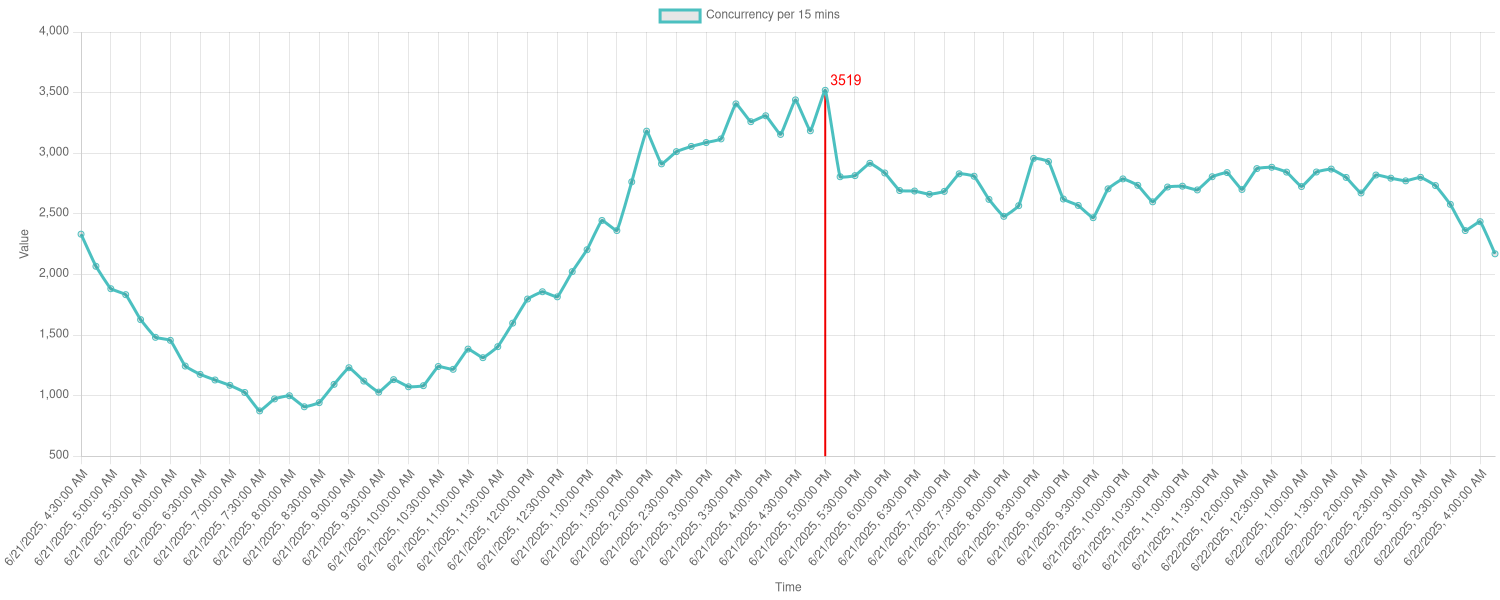 Concurrency per 15 mins
4,000
3,500
3,000
2,500
2,000
1,500
1,000
500
Value
3519
6/21/2025, 4:30:00 AM
6/21/2025, 5:00:00 AM
6/21/2025, 5:30:00 AM
6/21/2025, 6:00:00 AM
6/21/2025, 6:30:00 AM
6/21/2025, 7:00:00 AM
6/21/2025, 7:30:00 AM
6/21/2025, 8:00:00 AM
6/21/2025, 8:30:00 AM
6/21/2025, 9:00:00 AM
6/21/2025, 9:30:00 AM
6/21/2025, 10:00:00 AM
6/21/2025, 10:30:00 AM
6/21/2025, 11:00:00 AM
6/21/2025, 11:30:00 AM
6/21/2025, 12:00:00 PM
6/21/2025, 12:30:00 PM
6/21/2025, 1:00:00 PM
6/21/2025, 1:30:00 PM
6/21/2025, 2:00:00 PM
6/21/2025, 2:30:00 PM
6/21/2025, 3:00:00 PM
6/21/2025, 3:30:00 PM
6/21/2025, 4:00:00 PM
6/21/2025, 4:30:00 PM
6/21/2025, 5:00:00 PM
6/21/2025, 5:30:00 PM
6/21/2025, 6:00:00 PM
6/21/2025, 6:30:00 PM
6/21/2025, 7:00:00 PM
6/21/2025, 7:30:00 PM
6/21/2025, 8:00:00 PM
6/21/2025, 8:30:00 PM
6/21/2025, 9:00:00 PM
6/21/2025, 9:30:00 PM
6/21/2025, 10:00:00 PM
6/21/2025, 10:30:00 PM
6/21/2025, 11:00:00 PM
6/21/2025, 11:30:00 PM
6/22/2025, 12:00:00 AM
6/22/2025, 12:30:00 AM
6/22/2025, 1:00:00 AM
6/22/2025, 1:30:00 AM
6/22/2025, 2:00:00 AM
6/22/2025, 2:30:00 AM
6/22/2025, 3:00:00 AM
6/22/2025, 3:30:00 AM
6/22/2025, 4:00:00 AM
Time